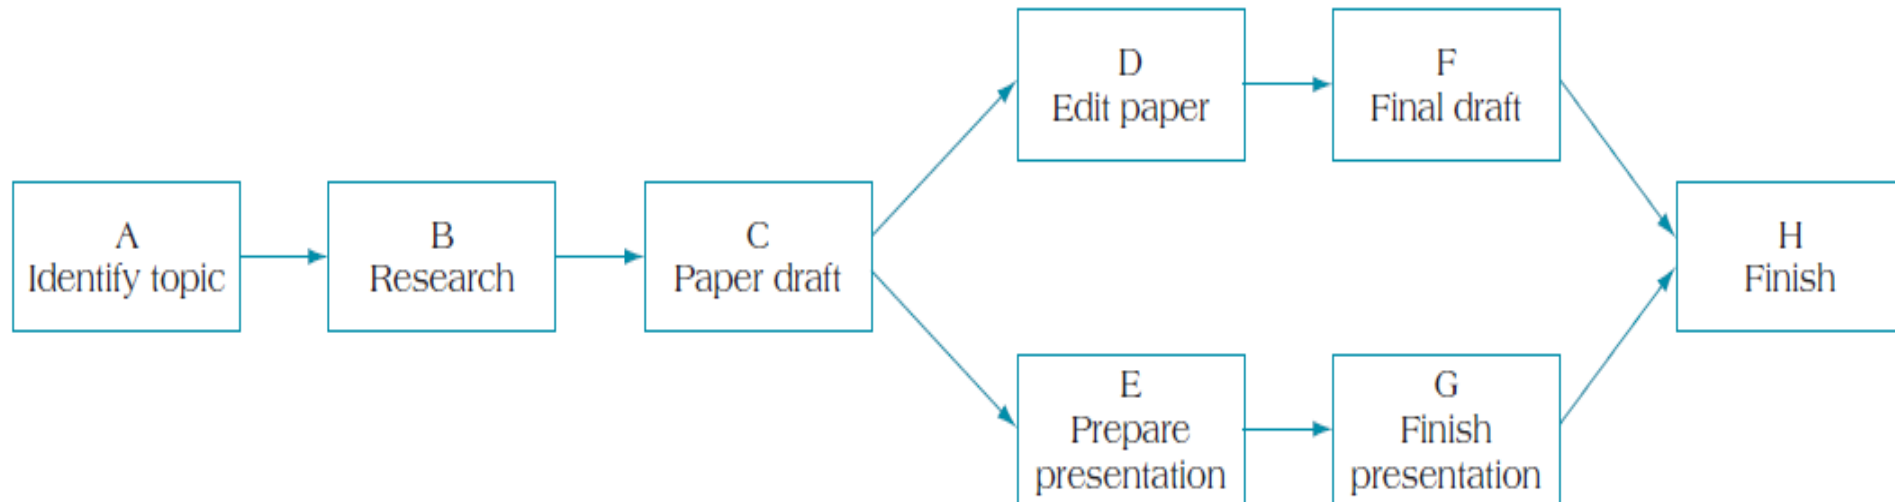 A
Identify topic
B
Research
C
Paper draft
D
Edit paper
F
Final draft
E
Prepare
presentation
G
Finish
presentation
H
Finish